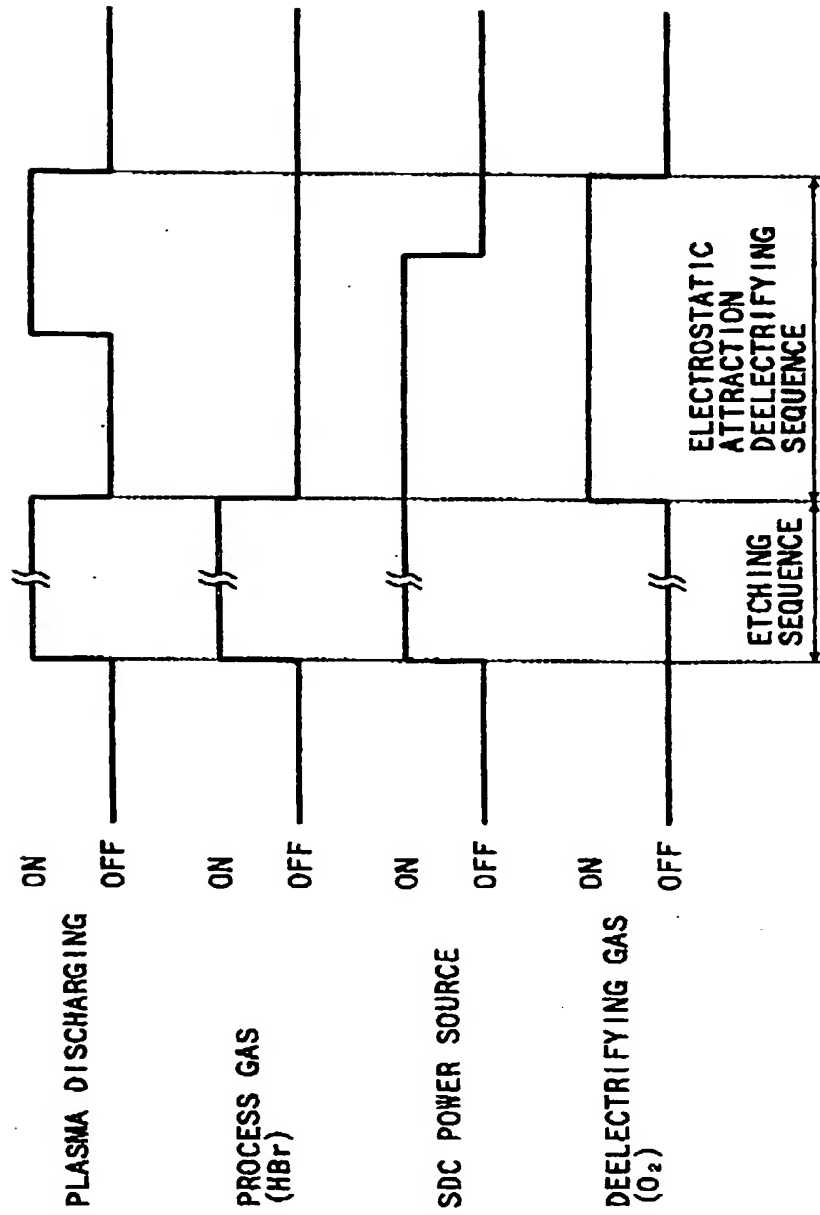 PLASMA DISCHARGING
ON
OFF
PROCESS GAS
(HBr)
ON
OFF
SDC POWER SOURCE
ON
OFF
DEELECTRIFYING GAS
(O₂)
ON
OFF
ETCHING
SEQUENCE
ELECTROSTATIC
ATTRACTION
DEELECTRIFYING
SEQUENCE